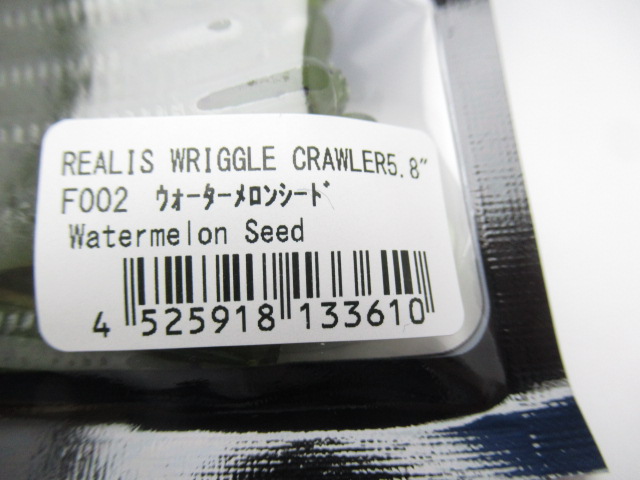 REALIS WRIGGLE CRAWLER5.8"
F002 ｳｫｰﾀｰﾒﾛﾝｼｰﾄﾞ
Watermelon Seed
4 525918 133610